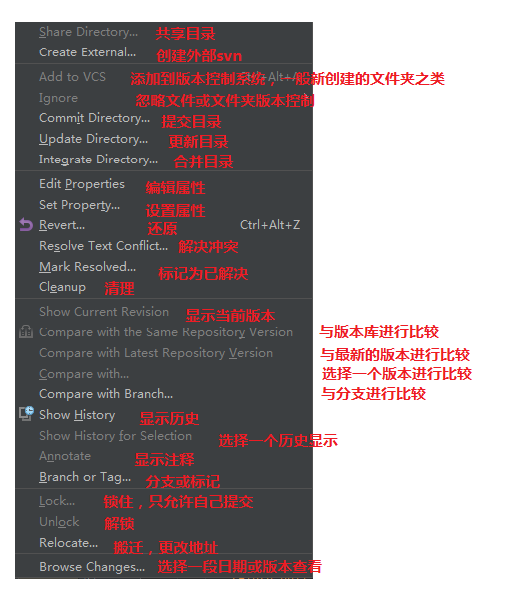 Share Directory... 共享目录
Create External... 创建外部svn
Add to VCS 添加到版本控制系统，一般新创建的文件夹之类
Ignore 忽略文件或文件夹版本控制
Commit Directory... 提交目录
Update Directory... 更新目录
Integrate Directory... 合并目录
Edit Properties 编辑属性
Set Property... 设置属性
Revert... 还原 Ctrl+Alt+Z
Resolve Text Conflict... 解决冲突
Mark Resolved... 标记为已解决
Cleanup 清理
Show Current Revision 显示当前版本
Compare with the Same Repository Version 与版本库进行比较
Compare with Latest Repository Version 与最新的版本进行比较
Compare with... 选择一个版本进行比较
Compare with Branch... 与分支进行比较
Show History 显示历史
Show History for Selection 选择一个历史显示
Annotate 显示注释
Branch or Tag... 分支或标记
Lock... 锁住，只允许自己提交
Unlock 解锁
Relocate... 搬迁，更改地址
Browse Changes... 选择一段日期或版本查看